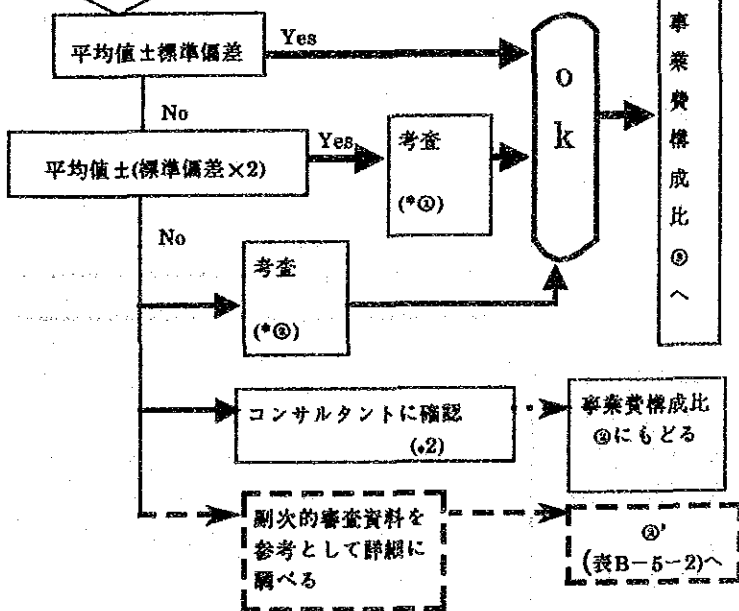 平均値±標準偏差
Yes
No
平均値±(標準偏差×2)
Yes
考査
ok
事業費構成比③へ
No
考査
コンサルタントに確認
事業費構成比
②にもどる
副次的審査資料を
参考として詳細に
調べる
(表B-5-2)へ